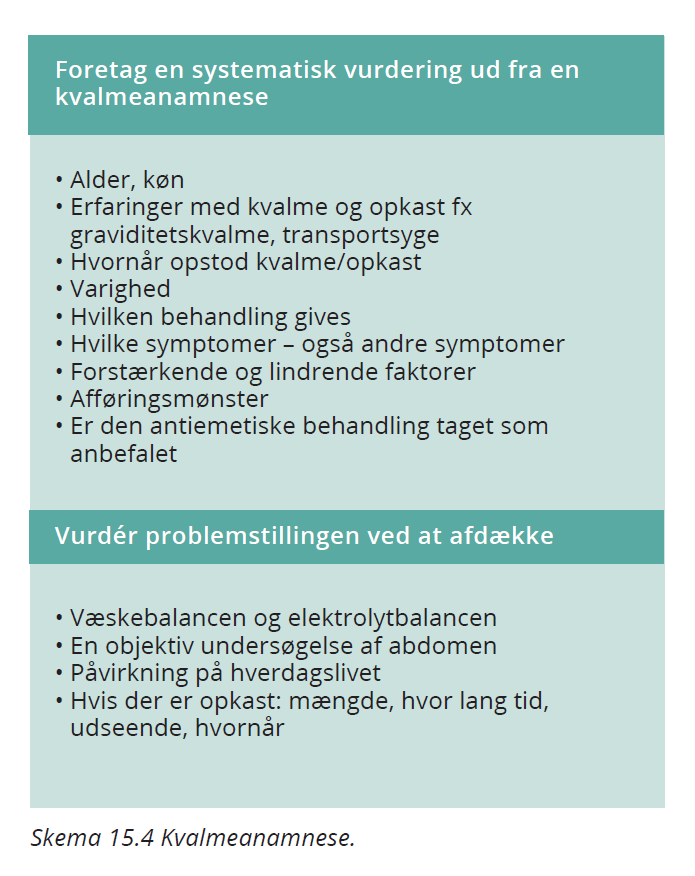 Foretag en systematisk vurdering ud fra en
kvalmeanamnese
• Alder, køn
• Erfaringer med kvalme og opkast fx
graviditetskvalme, transportsyge
• Hvornår opstod kvalme/opkast
• Varighed
• Hvilken behandling gives
• Hvilke symptomer – også andre symptomer
• Forstærkende og lindrende faktorer
• Afføringsmønster
• Er den antiemetiske behandling taget som
anbefalet
Vurdér problemstillingen ved at afdække
• Væskebalancen og elektrolytbalancen
• En objektiv undersøgelse af abdomen
• Påvirkning på hverdagslivet
• Hvis der er opkast: mængde, hvor lang tid,
udseende, hvornår
Skema 15.4 Kvalmeanamnese.